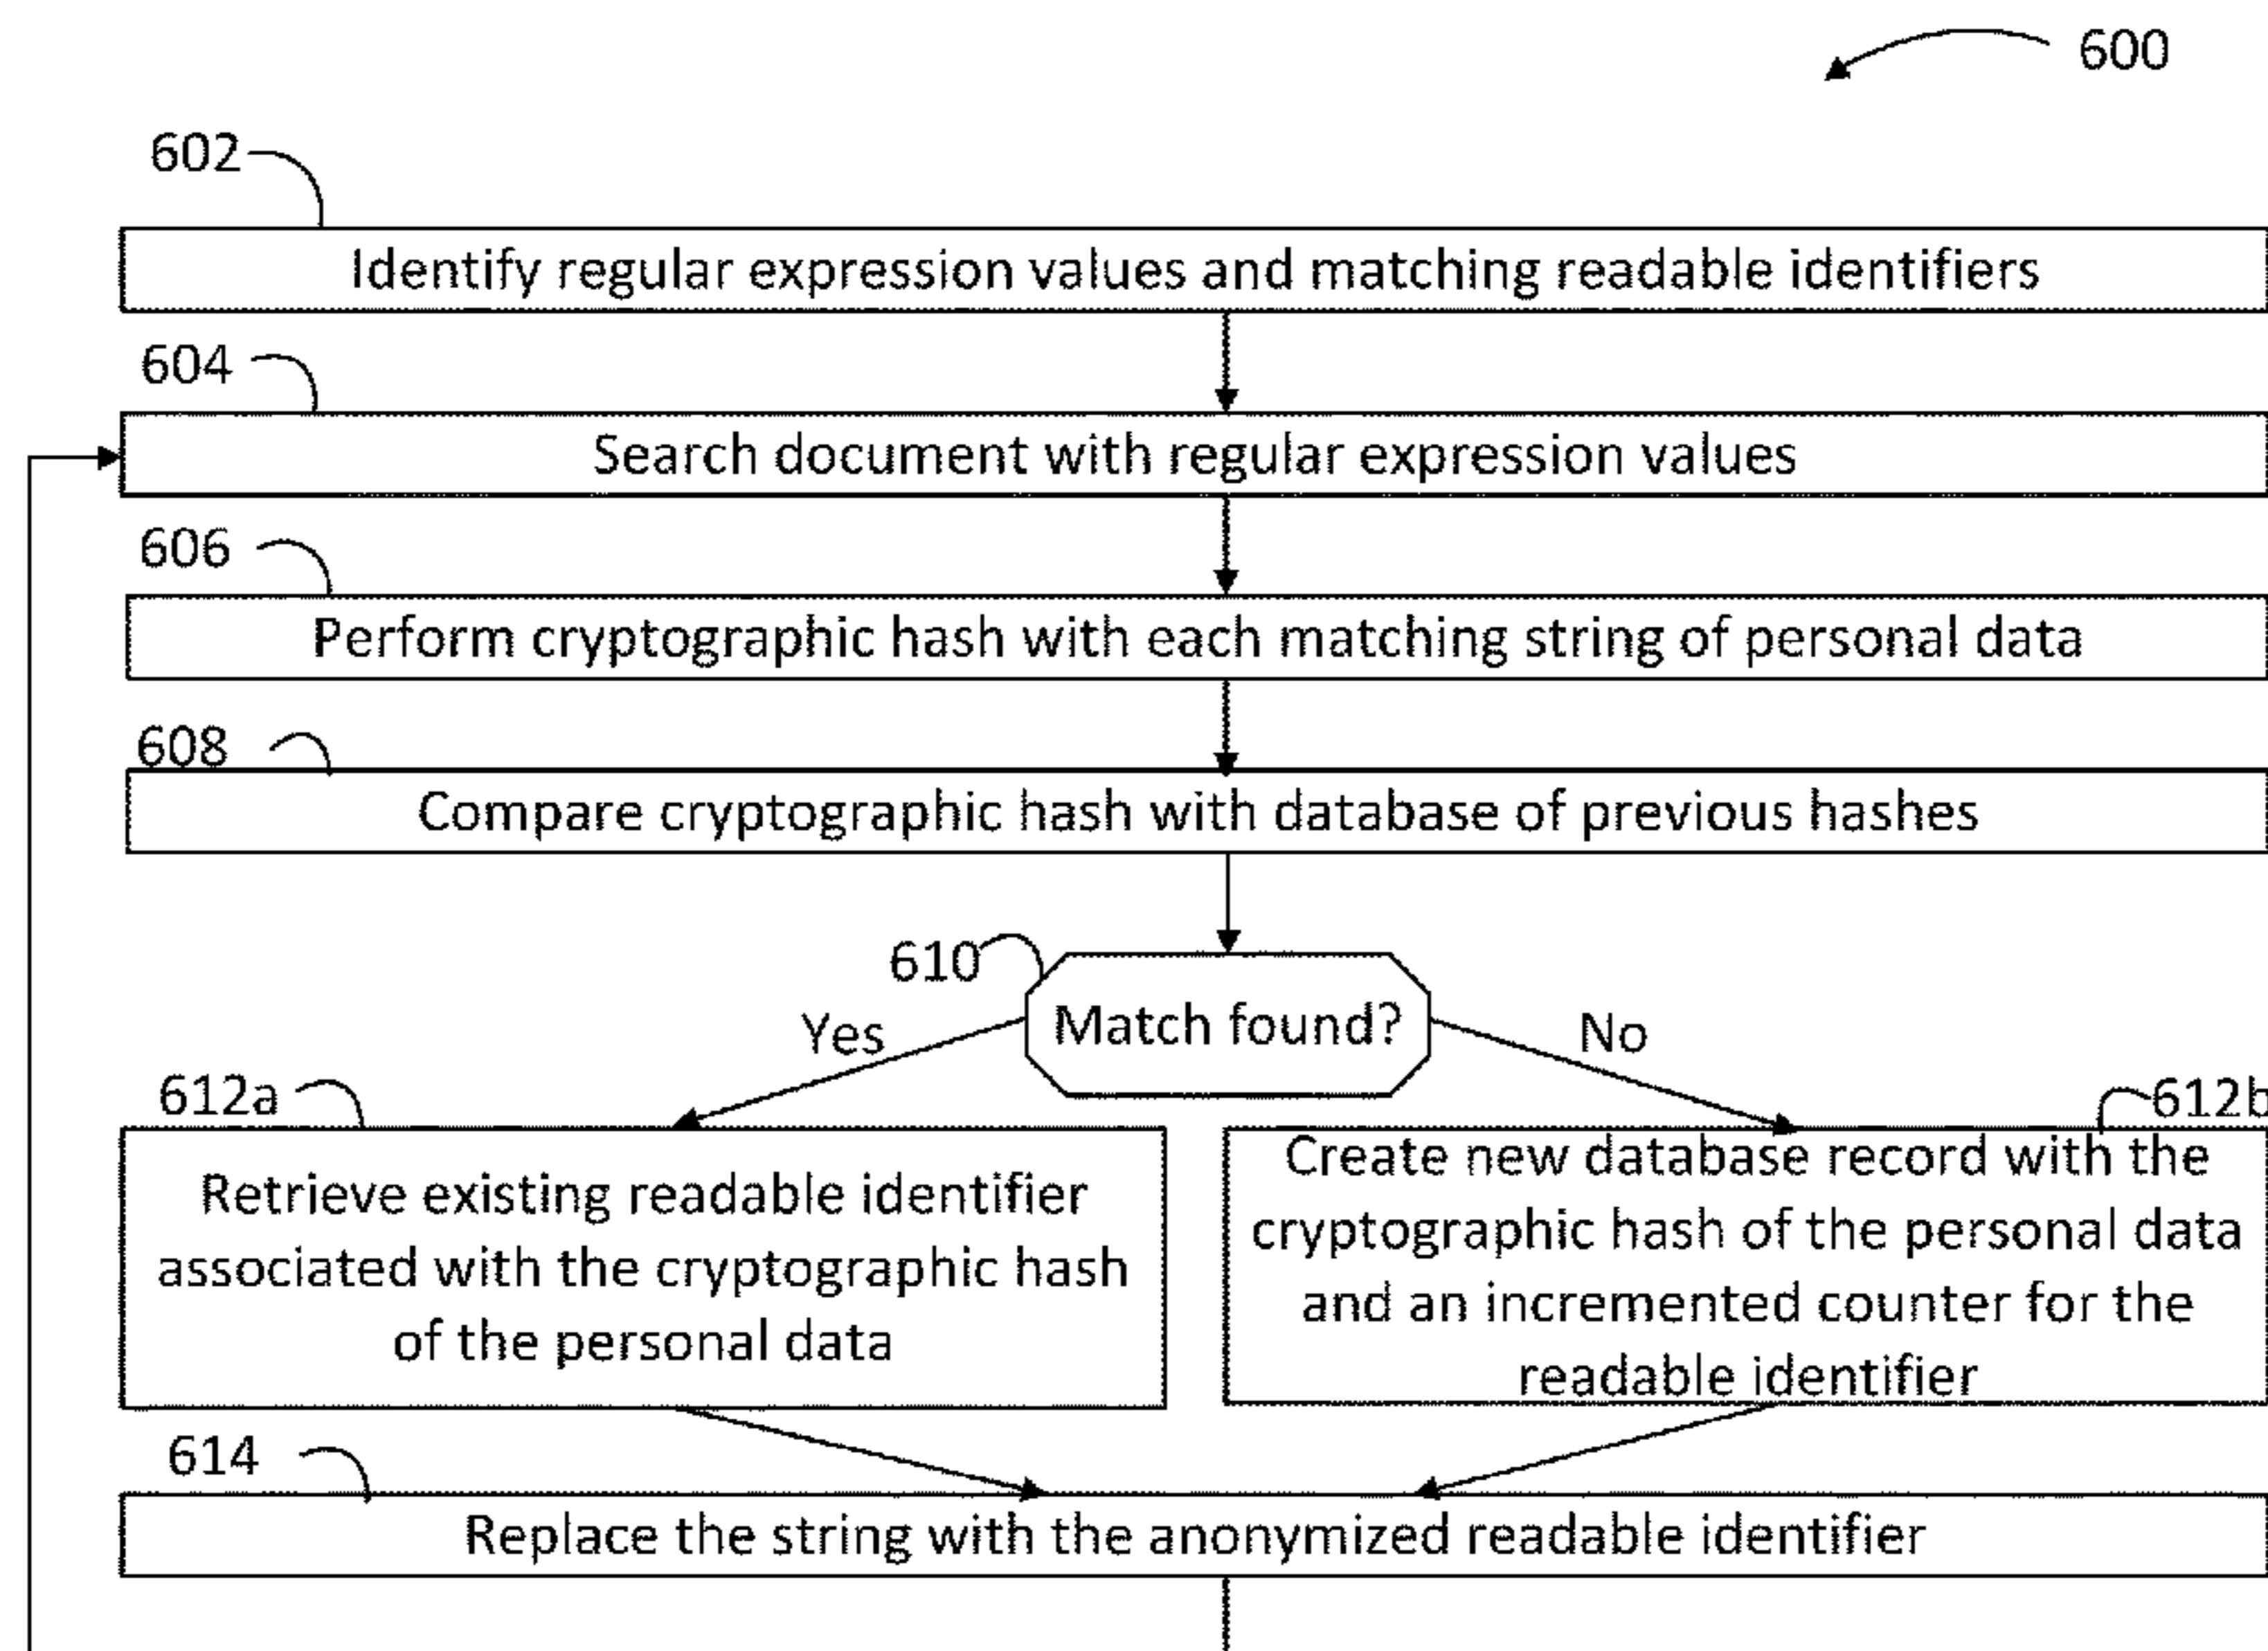 600
602
Identify regular expression values and matching readable identifiers
604
Search document with regular expression values
606
Perform cryptographic hash with each matching string of personal data
608
Compare cryptographic hash with database of previous hashes
610
Match found?
Yes
No
612a
612b
Retrieve existing readable identifier
associated with the cryptographic hash
of the personal data
Create new database record with the
cryptographic hash of the personal data
and an incremented counter for the
readable identifier
614
Replace the string with the anonymized readable identifier